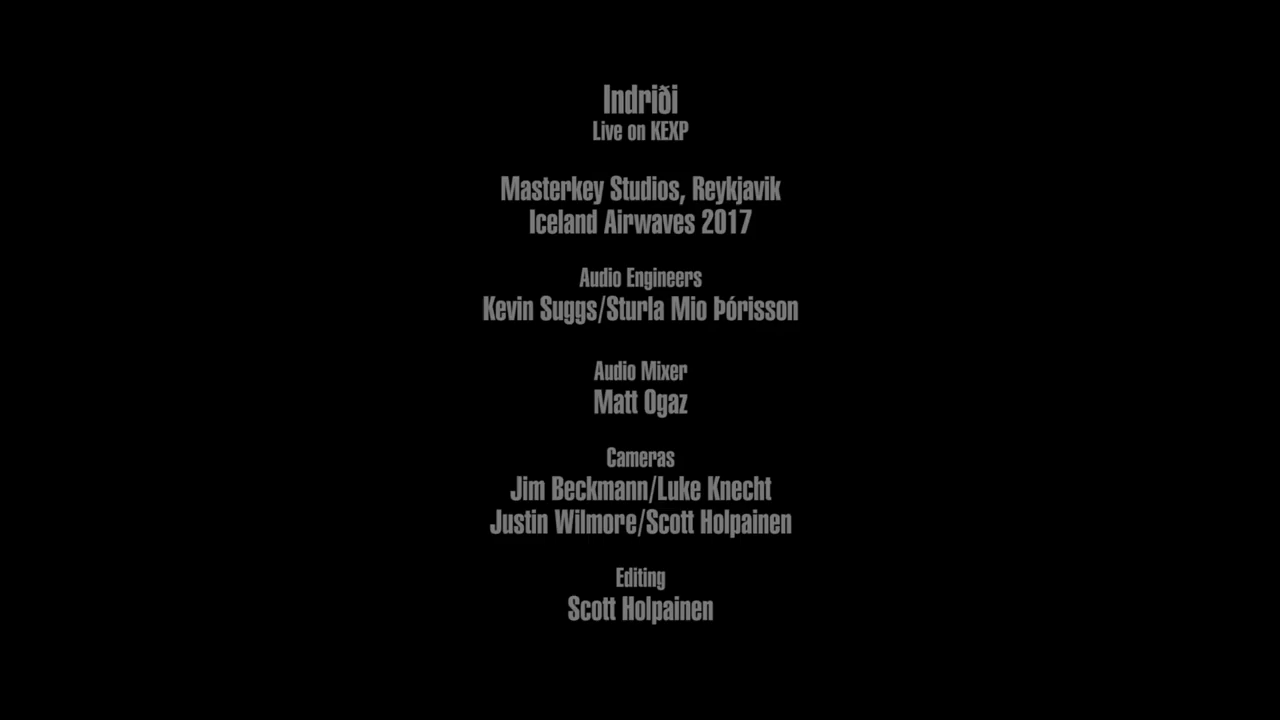 Indriði
Live on KEXP
Masterkey Studios, Reykjavik
Iceland Airwaves 2017
Audio Engineers
Kevin Suggs/Sturla Mio Þórisson
Audio Mixer
Matt Ogaz
Cameras
Jim Beckmann/Luke Knecht
Justin Wilmore/Scott Holpainen
Editing
Scott Holpainen